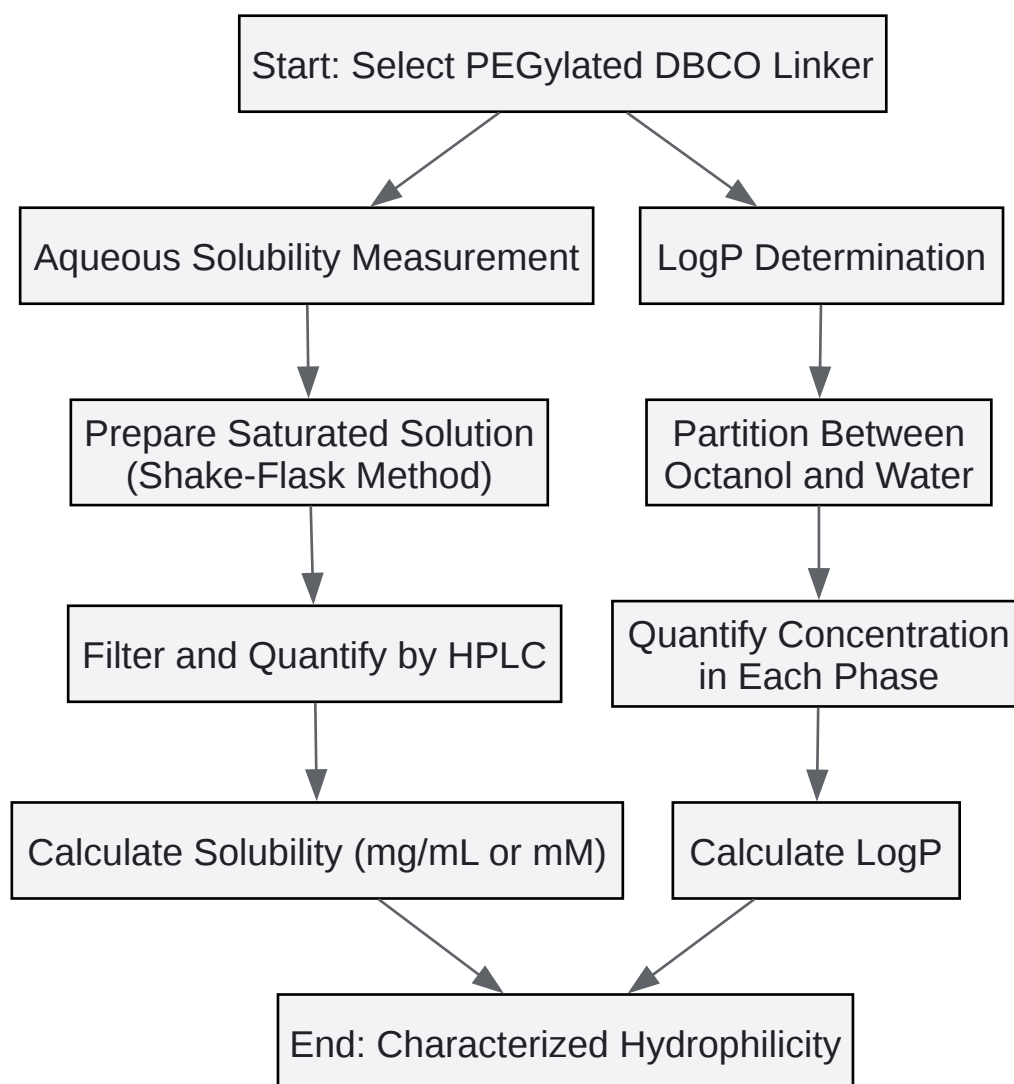 Start: Select PEGylated DBCO Linker
Aqueous Solubility Measurement
LogP Determination
Prepare Saturated Solution
(Shake-Flask Method)
Partition Between
Octanol and Water
Filter and Quantify by HPLC
Quantify Concentration
in Each Phase
Calculate Solubility (mg/mL or mM)
Calculate LogP
End: Characterized Hydrophilicity